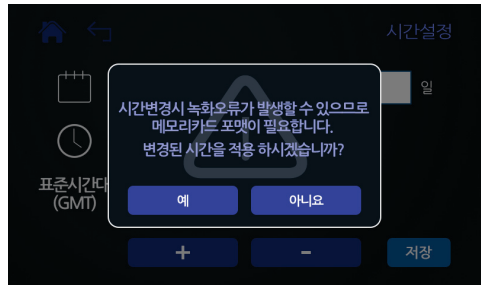 시간설정
일
시간변경시 녹화오류가 발생할 수 있으므로
메모리카드 포맷이 필요합니다.
변경된 시간을 적용 하시겠습니까?
표준시간대
(GMT)
예 아니요
+ -
저장